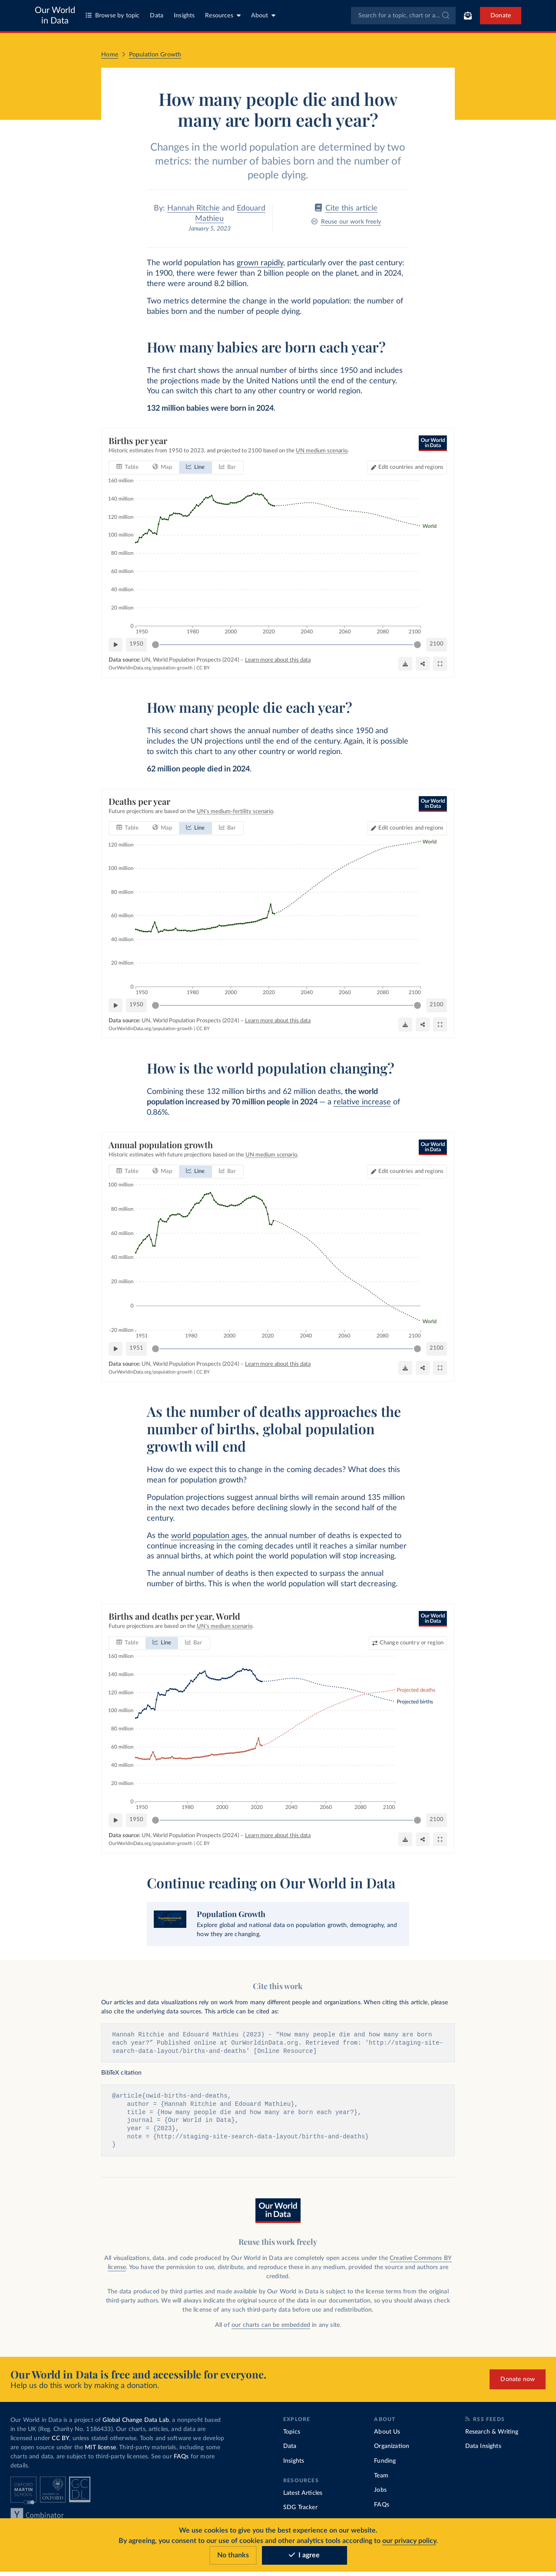 Our World
in Data
Browse by topic
Data
Insights
Resources
About
Search for a topic, chart or a...
Donate
Home
Population Growth
How many people die and how
many are born each year?
Changes in the world population are determined by two
metrics: the number of babies born and the number of
people dying.
By: Hannah Ritchie and Edouard
Mathieu
January 5, 2023
Cite this article
Reuse our work freely
The world population has grown rapidly, particularly over the past century:
in 1900, there were fewer than 2 billion people on the planet, and in 2024,
there were around 8.2 billion.
Two metrics determine the change in the world population: the number of
babies born and the number of people dying.
How many babies are born each year?
The first chart shows the annual number of births since 1950 and includes
the projections made by the United Nations until the end of the century.
You can switch this chart to any other country or world region.
132 million babies were born in 2024.
Births per year
Historic estimates from 1950 to 2023, and projected to 2100 based on the UN medium scenario.
Our World
in Data
Table
Map
Line
Bar
Edit countries and regions
160 million
140 million
120 million
100 million
80 million
60 million
40 million
20 million
0
World
1950
1980
2000
2020
2040
2060
2080
2100
1950
2100
Data source: UN, World Population Prospects (2024) – Learn more about this data
OurWorldinData.org/population-growth | CC BY
How many people die each year?
This second chart shows the annual number of deaths since 1950 and
includes the UN projections until the end of the century. Again, it is possible
to switch this chart to any other country or world region.
62 million people died in 2024.
Deaths per year
Future projections are based on the UN's medium-fertility scenario.
Our World
in Data
Table
Map
Line
Bar
Edit countries and regions
120 million
100 million
80 million
60 million
40 million
20 million
0
World
1950
1980
2000
2020
2040
2060
2080
2100
1950
2100
Data source: UN, World Population Prospects (2024) – Learn more about this data
OurWorldinData.org/population-growth | CC BY
How is the world population changing?
Combining these 132 million births and 62 million deaths, the world
population increased by 70 million people in 2024 — a relative increase of
0.86%.
Annual population growth
Historic estimates with future projections based on the UN medium scenario.
Our World
in Data
Table
Map
Line
Bar
Edit countries and regions
100 million
80 million
60 million
40 million
20 million
0
-20 million
World
1951
1980
2000
2020
2040
2060
2080
2100
1951
2100
Data source: UN, World Population Prospects (2024) – Learn more about this data
OurWorldinData.org/population-growth | CC BY
As the number of deaths approaches the
number of births, global population
growth will end
How do we expect this to change in the coming decades? What does this
mean for population growth?
Population projections suggest annual births will remain around 135 million
in the next two decades before declining slowly in the second half of the
century.
As the world population ages, the annual number of deaths is expected to
continue increasing in the coming decades until it reaches a similar number
as annual births, at which point the world population will stop increasing.
The annual number of deaths is then expected to surpass the annual
number of births. This is when the world population will start decreasing.
Births and deaths per year, World
Future projections are based on the UN's medium scenario.
Our World
in Data
Table
Line
Bar
Change country or region
160 million
140 million
120 million
100 million
80 million
60 million
40 million
20 million
0
Projected deaths
Projected births
1950
1980
2000
2020
2040
2060
2080
2100
1950
2100
Data source: UN, World Population Prospects (2024) – Learn more about this data
OurWorldinData.org/population-growth | CC BY
Continue reading on Our World in Data
Population Growth
Explore global and national data on population growth, demography, and
how they are changing.
Cite this work
Our articles and data visualizations rely on work from many different people and organizations. When citing this article, please
also cite the underlying data sources. This article can be cited as:
Hannah Ritchie and Edouard Mathieu (2023) - "How many people die and how many are born
each year?" Published online at OurWorldinData.org. Retrieved from: 'http://staging-site-
search-data-layout/births-and-deaths' [Online Resource]
BibTeX citation
@article{owid-births-and-deaths,
author = {Hannah Ritchie and Edouard Mathieu},
title = {How many people die and how many are born each year?},
journal = {Our World in Data},
year = {2023},
note = {http://staging-site-search-data-layout/births-and-deaths}
}
Our World
in Data
Reuse this work freely
All visualizations, data, and code produced by Our World in Data are completely open access under the Creative Commons BY
license. You have the permission to use, distribute, and reproduce these in any medium, provided the source and authors are
credited.
The data produced by third parties and made available by Our World in Data is subject to the license terms from the original
third-party authors. We will always indicate the original source of the data in our documentation, so you should always check
the license of any such third-party data before use and redistribution.
All of our charts can be embedded in any site.
Our World in Data is free and accessible for everyone.
Help us do this work by making a donation.
Donate now
Our World in Data is a project of Global Change Data Lab, a nonprofit based
in the UK (Reg. Charity No. 1186433). Our charts, articles, and data are
licensed under CC BY, unless stated otherwise. Tools and software we develop
are open source under the MIT license. Third-party materials, including some
charts and data, are subject to third-party licenses. See our FAQs for more
details.
OXFORD
MARTIN
SCHOOL
UNIVERSITY OF
OXFORD
GC
DL
Y Combinator
EXPLORE
Topics
Data
Insights
RESOURCES
Latest Articles
SDG Tracker
ABOUT
About Us
Organization
Funding
Team
Jobs
FAQs
RSS FEEDS
Research & Writing
Data Insights
We use cookies to give you the best experience on our website.
By agreeing, you consent to our use of cookies and other analytics tools according to our privacy policy.
No thanks
I agree